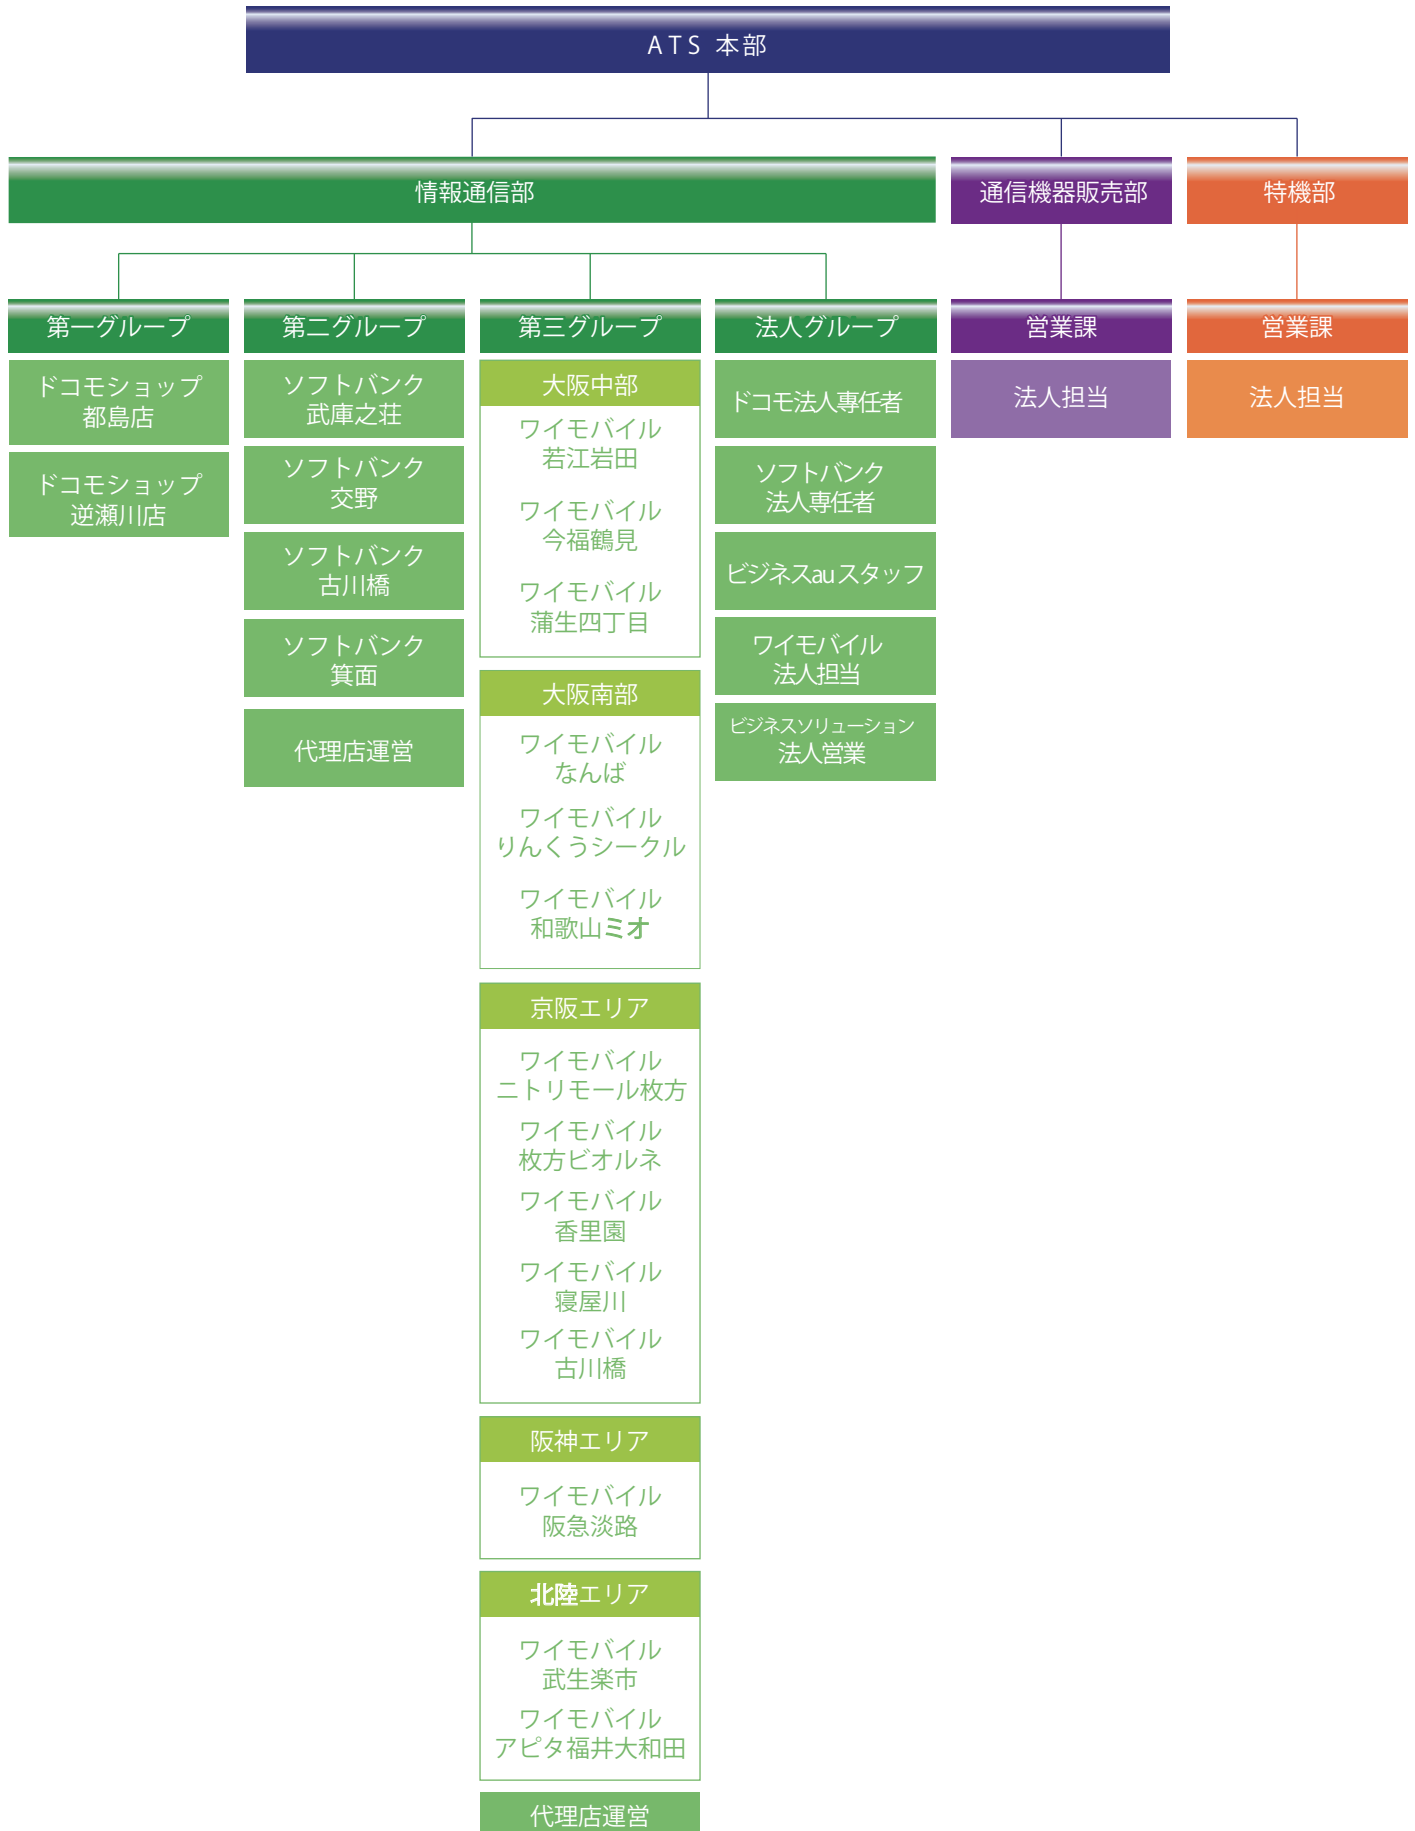 ATS 本部
情報通信部
通信機器販売部
特機部
第一グループ
ドコモショップ
都島店
ドコモショップ
逆瀬川店
第二グループ
ソフトバンク
武庫之荘
ソフトバンク
交野
ソフトバンク
古川橋
ソフトバンク
箕面
代理店運営
第三グループ
大阪中部
ワイモバイル
若江岩田
ワイモバイル
今福鶴見
ワイモバイル
蒲生四丁目
大阪南部
ワイモバイル
なんば
ワイモバイル
りんくうシークル
ワイモバイル
和歌山ミオ
京阪エリア
ワイモバイル
ニトリモール枚方
ワイモバイル
枚方ビオルネ
ワイモバイル
香里園
ワイモバイル
寝屋川
ワイモバイル
古川橋
阪神エリア
ワイモバイル
阪急淡路
北陸エリア
ワイモバイル
武生楽市
ワイモバイル
アピタ福井大和田
代理店運営
法人グループ
ドコモ法人専任者
ソフトバンク
法人専任者
ビジネスauスタッフ
ワイモバイル
法人担当
ビジネスソリューション
法人営業
営業課
法人担当
営業課
法人担当